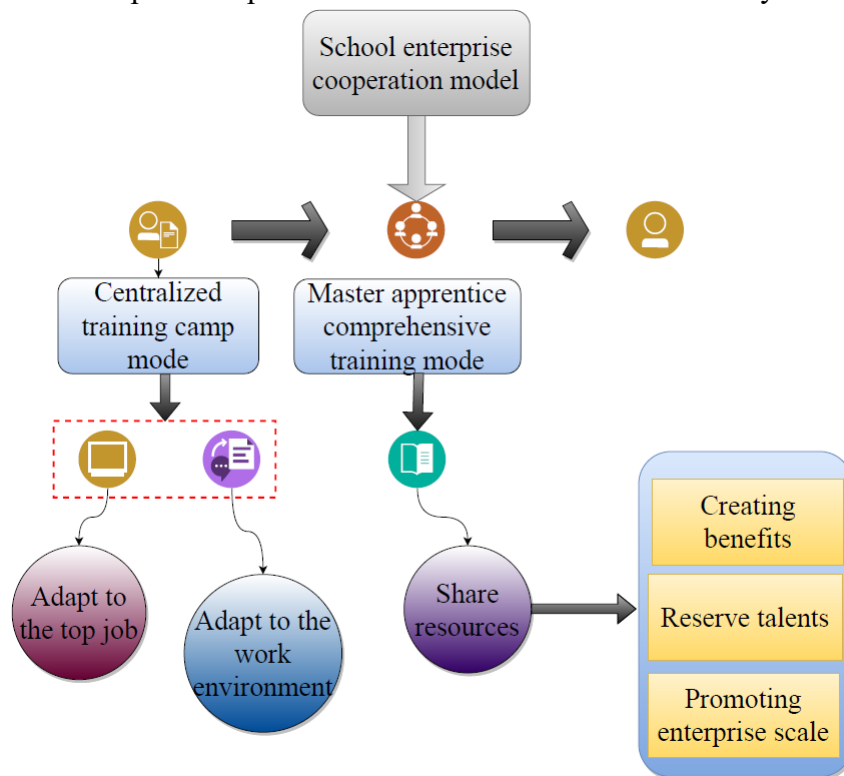 School enterprise
cooperation model
Centralized
training camp
mode
Master apprentice
comprehensive
training mode
Adapt to
the top job
Adapt to the
work
environment
Share
resources
Creating
benefits
Reserve talents
Promoting
enterprise scale